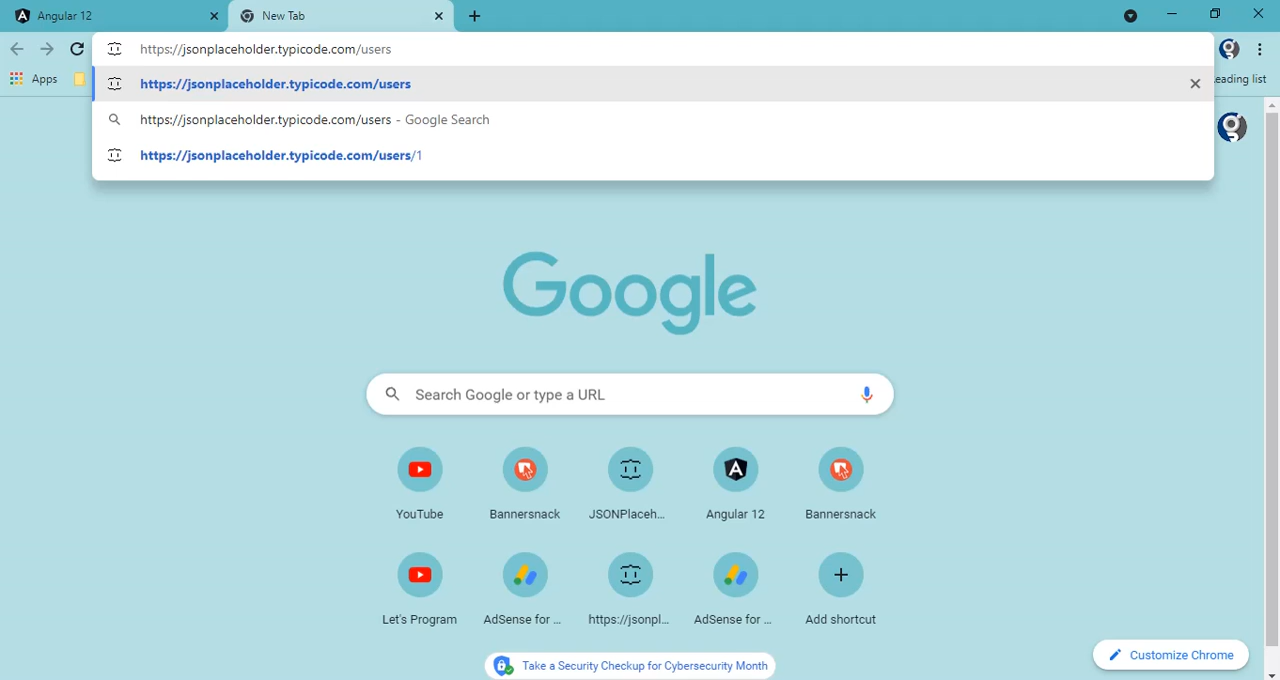 Angular 12
New Tab
https://jsonplaceholder.typicode.com/users
Apps
eading list
https://jsonplaceholder.typicode.com/users
https://jsonplaceholder.typicode.com/users - Google Search
https://jsonplaceholder.typicode.com/users/1
Google
Search Google or type a URL
YouTube
Bannersnack
JSONPlaceh...
Angular 12
Bannersnack
Let's Program
AdSense for ...
https://jsonpl...
AdSense for ...
Add shortcut
Customize Chrome
Take a Security Checkup for Cybersecurity Month